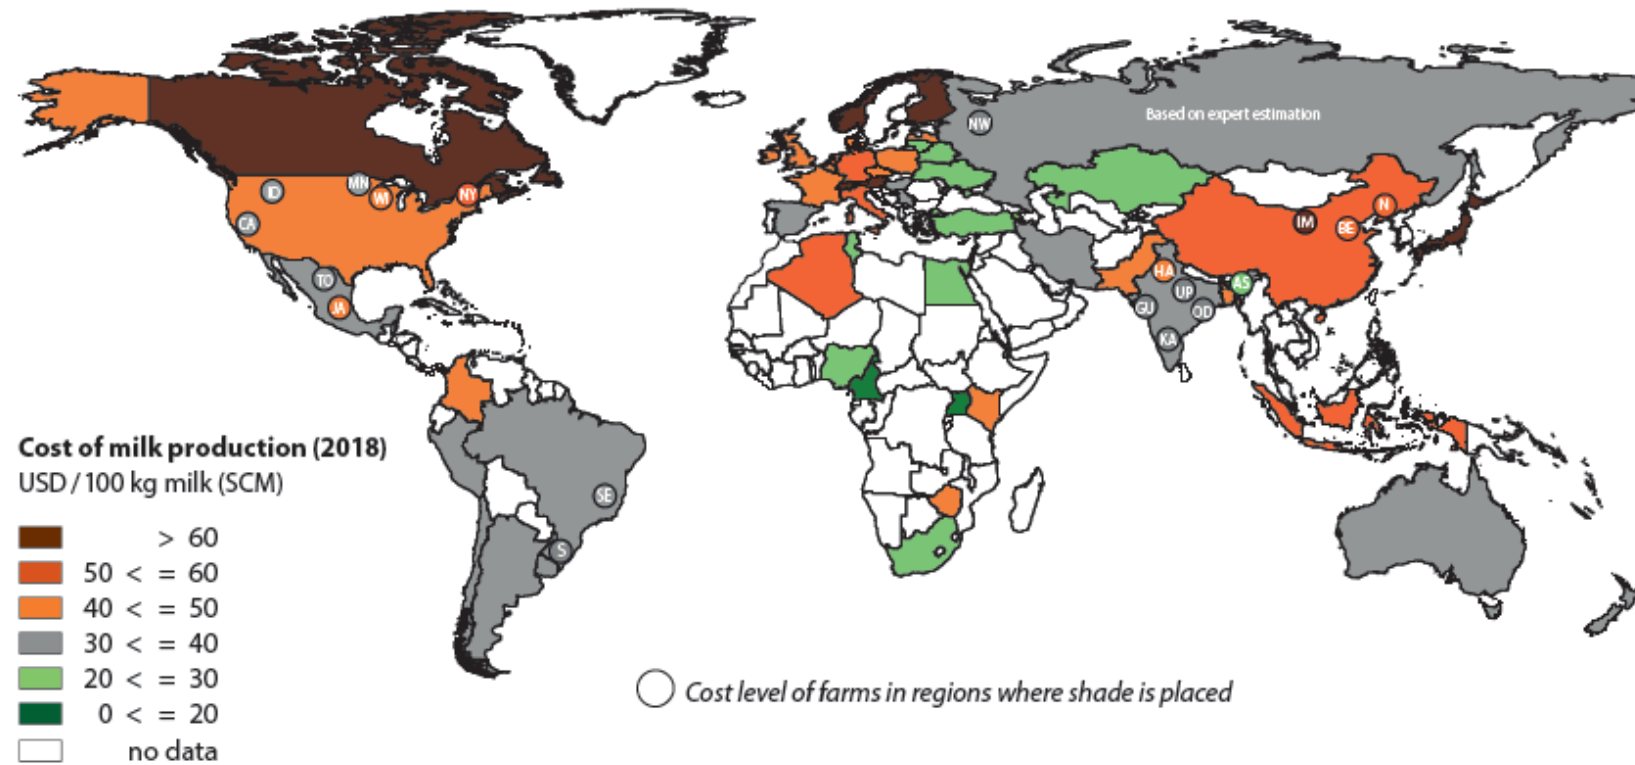 Based on expert estimation
NW
ID
MN
WI
NY
CA
TO
JA
IM
BE
N
HA
UP
AS
GU
OD
KA
SE
S
Cost of milk production (2018)
USD / 100 kg milk (SCM)
> 60
50 < = 60
40 < = 50
30 < = 40
20 < = 30
0 < = 20
no data
Cost level of farms in regions where shade is placed